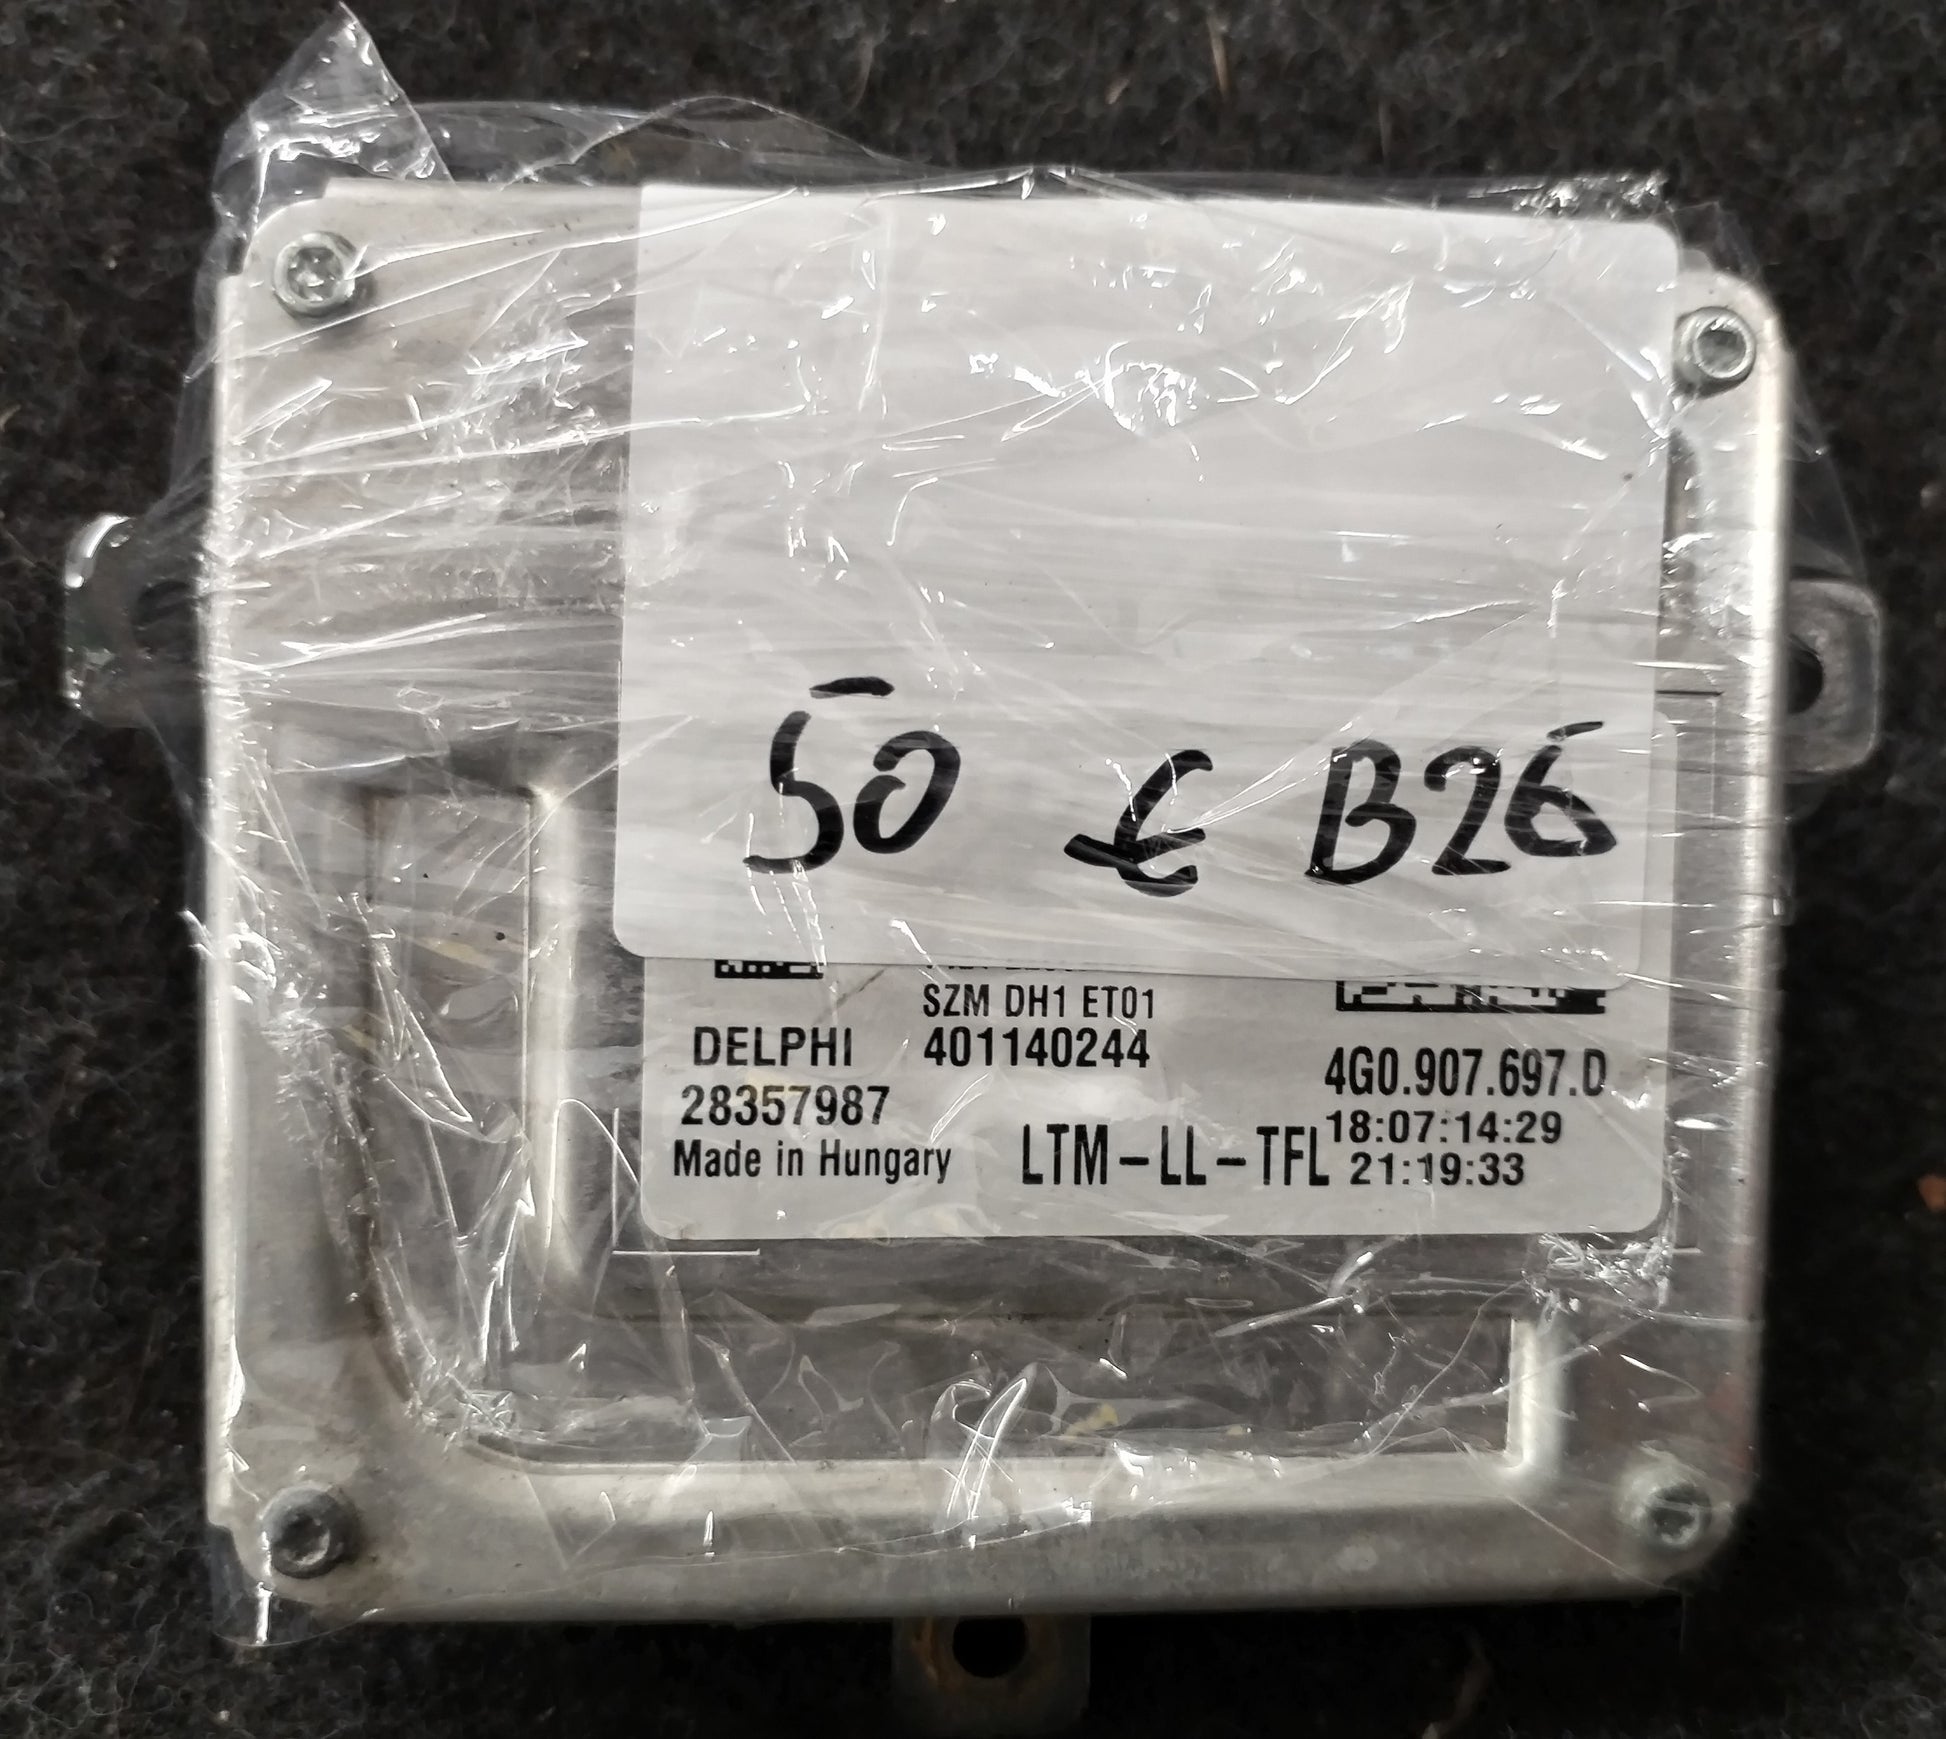 50 € B26
SZM DH1 ET01
DELPHI 401140244
4G0.907.697.D
28357987
18:07:14:29
Made in Hungary LTM-LL-TFL 21:19:33